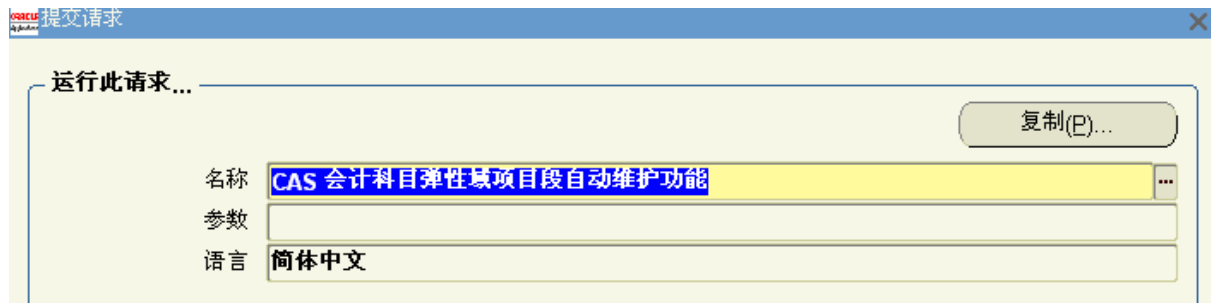 ORACLE 提交请求
运行此请求...
复制(P)...
名称 CAS 会计科目弹性域项目段自动维护功能 ...
参数
语言 简体中文